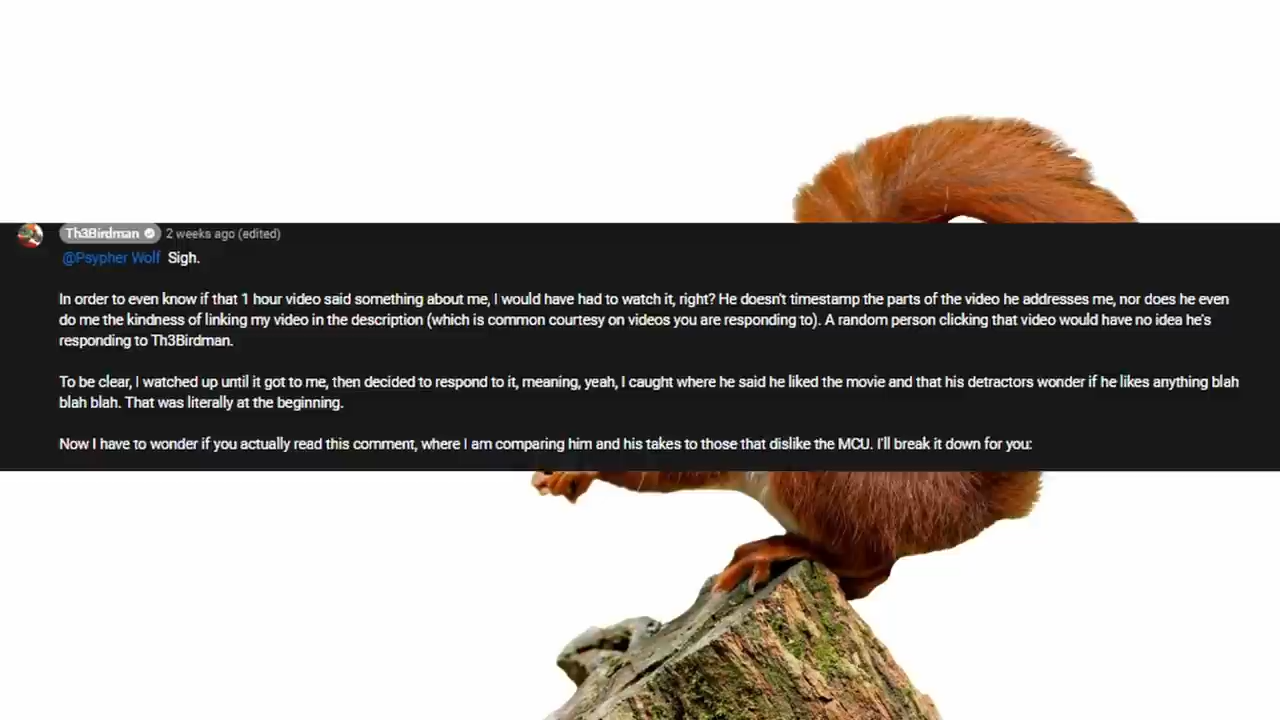 Th3Birdman 2 weeks ago (edited)
@Psypher Wolf Sigh.
In order to even know if that 1 hour video said something about me, I would have had to watch it, right? He doesn't timestamp the parts of the video he addresses me, nor does he even
do me the kindness of linking my video in the description (which is common courtesy on videos you are responding to). A random person clicking that video would have no idea he's
responding to Th3Birdman.
To be clear, I watched up until it got to me, then decided to respond to it, meaning, yeah, I caught where he said he liked the movie and that his detractors wonder if he likes anything blah
blah blah. That was literally at the beginning.
Now I have to wonder if you actually read this comment, where I am comparing him and his takes to those that dislike the MCU. I'll break it down for you: